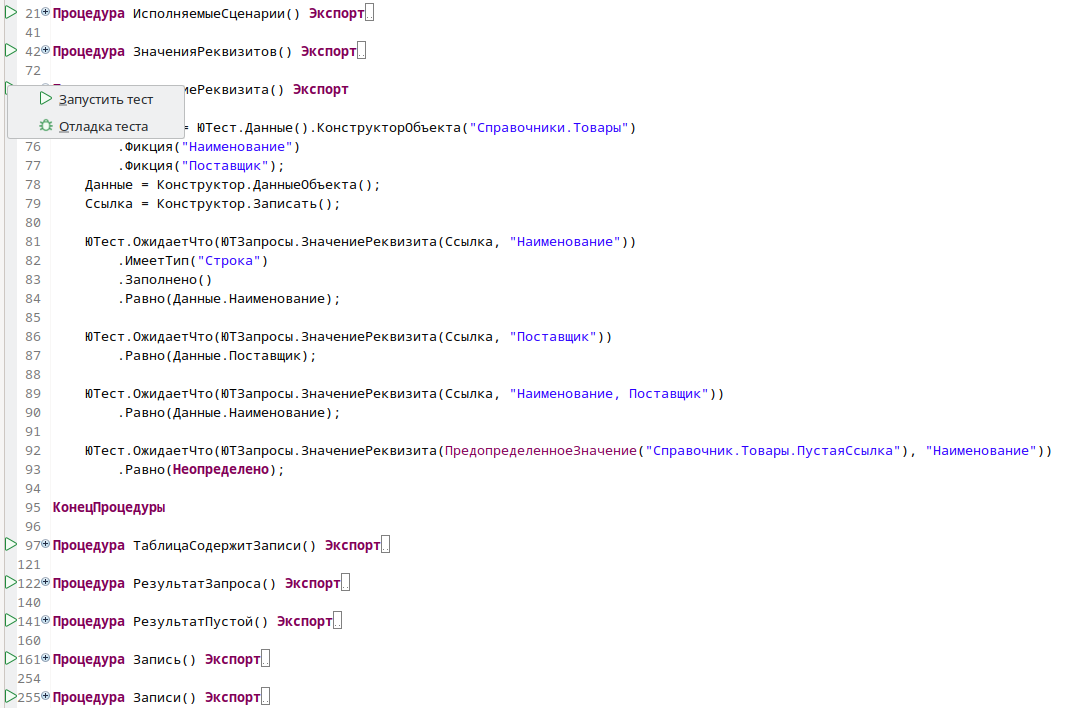 21 Процедура ИсполняемыеСценарии() Экспорт..
41
42 Процедура ЗначенияРеквизитов() Экспорт..
72
иеРеквизита() Экспорт
Запустить тест
Отладка теста
= ЮТест.Данные().КонструкторОбъекта("Справочники.Товары")
76 .Фикция("Наименование")
77 .Фикция("Поставщик");
78 Данные = Конструктор.ДанныеОбъекта();
79 Ссылка = Конструктор.Записать();
80
81 ЮТест.ОжидаетЧто(ЮТЗапросы.ЗначениеРеквизита(Ссылка, "Наименование"))
82 .ИмеетТип("Строка")
83 .Заполнено()
84 .Равно(Данные.Наименование);
85
86 ЮТест.ОжидаетЧто(ЮТЗапросы.ЗначениеРеквизита(Ссылка, "Поставщик"))
87 .Равно(Данные.Поставщик);
88
89 ЮТест.ОжидаетЧто(ЮТЗапросы.ЗначениеРеквизита(Ссылка, "Наименование, Поставщик"))
90 .Равно(Данные.Наименование);
91
92 ЮТест.ОжидаетЧто(ЮТЗапросы.ЗначениеРеквизита(ПредопределенноеЗначение("Справочник.Товары.ПустаяСсылка"), "Наименование"))
93 .Равно(Неопределено);
94
95 КонецПроцедуры
96
97 Процедура ТаблицаСодержитЗаписи() Экспорт..
121
122 Процедура РезультатЗапроса() Экспорт..
140
141 Процедура РезультатПустой() Экспорт..
160
161 Процедура Запись() Экспорт..
254
255 Процедура Записи() Экспорт..